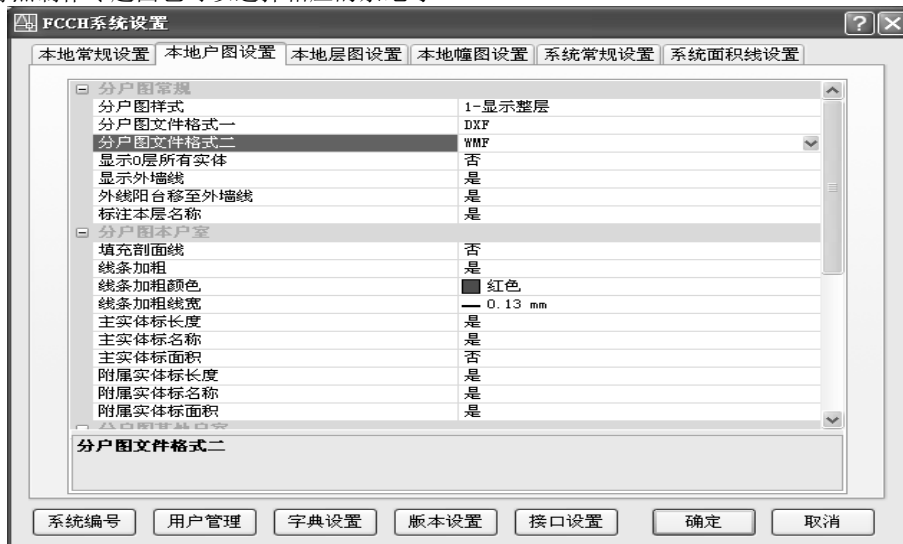 FCCH系统设置
本地常规设置 本地户图设置 本地层图设置 本地幢图设置 系统常规设置 系统面积线设置
分户图常规
分户图样式 1-显示整层
分户图文件格式一 DXF
分户图文件格式二 WMF
显示0层所有实体 否
显示外墙线 是
外线阳台移至外墙线 是
标注本层名称 是
分户图本户室
填充剖面线 否
线条加粗 是
线条加粗颜色 红色
线条加粗线宽 0.13 mm
主实体标长度 是
主实体标名称 是
主实体标面积 否
附属实体标长度 是
附属实体标名称 是
附属实体标面积 是
分户图其他户室
分户图文件格式二
系统编号 用户管理 字典设置 版本设置 接口设置 确定 取消